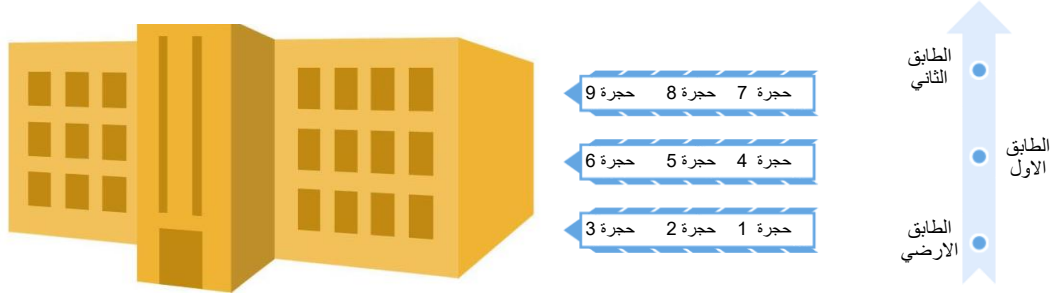 الطابق
الثاني
حجرة 7 حجرة 8 حجرة 9
الطابق
الاول
حجرة 4 حجرة 5 حجرة 6
الطابق
الارضي
حجرة 1 حجرة 2 حجرة 3